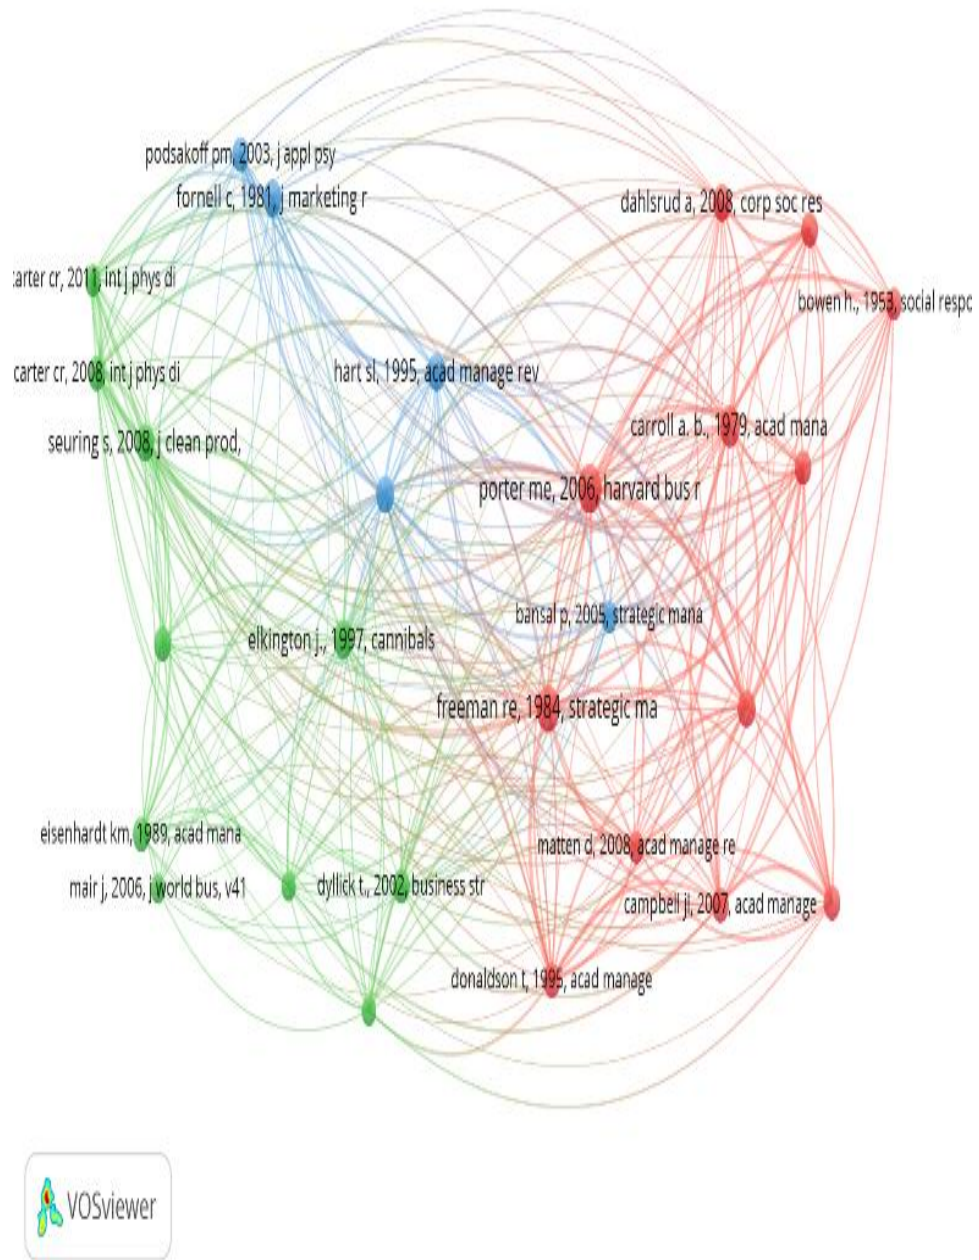 podsakoff pm, 2003, j appl psy
fornell c, 1981, j marketing r
dahlsrud a, 2008, corp soc res
carter cr, 2011, int j phys di
bowen h., 1953, social respo
carter cr, 2008, int j phys di
hart sl, 1995, acad manage rev
carroll a. b., 1979, acad mana
seuring s, 2008, j clean prod,
porter me, 2006, harvard bus r
bansal p, 2005, strategic mana
elkington j., 1997, cannibals
freeman re, 1984, strategic ma
eisenhardt km, 1989, acad mana
matten d, 2008, acad manage re
mair j, 2006, j world bus, v41
dyllick t., 2002, business str
campbell jl, 2007, acad manage
donaldson t, 1995, acad manage
VOSviewer